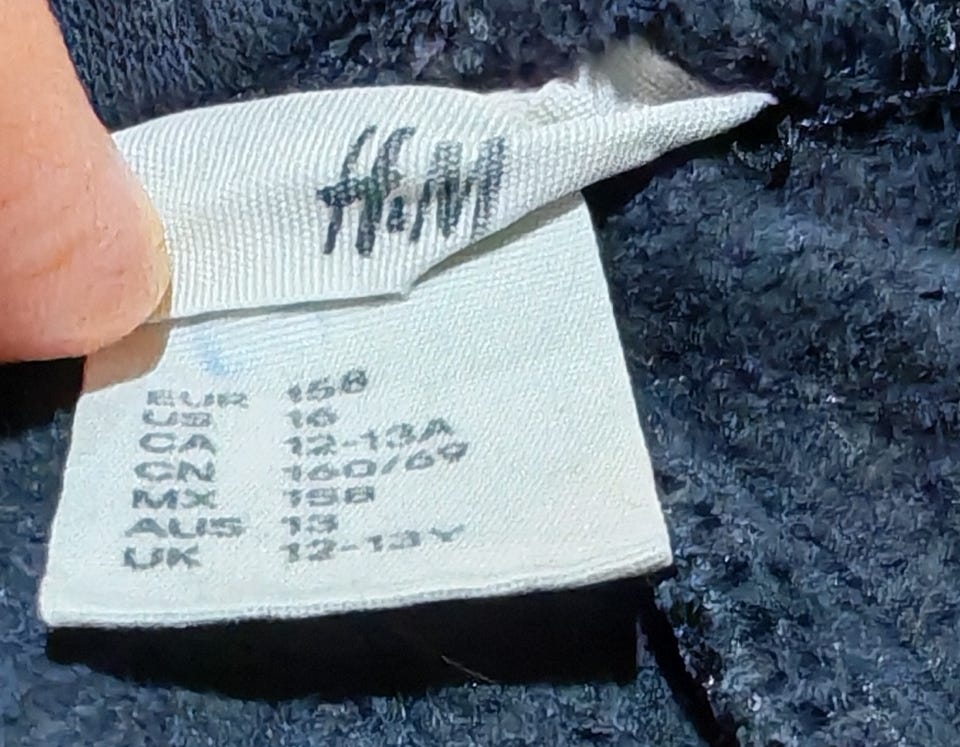 H&M
EUR 158
US 16
CA 12-13A
CN 160/69
MX 158
AUS 13
UK 12-13Y